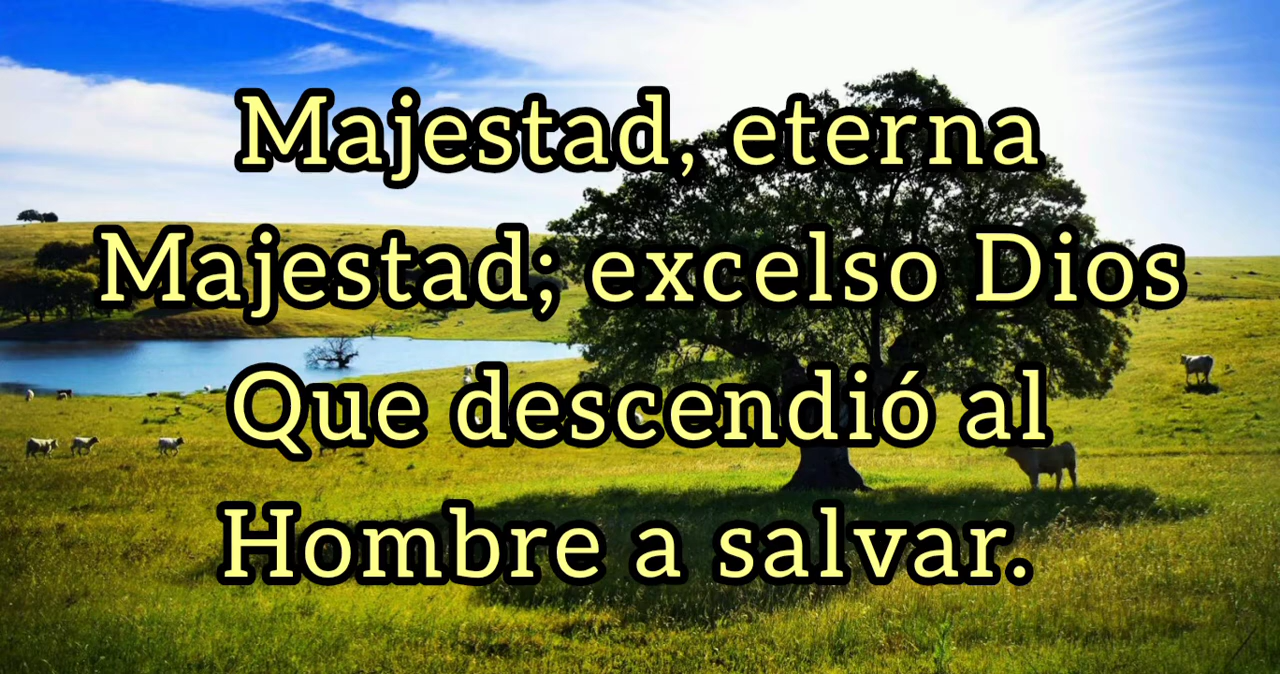 Majestad, eterna
Majestad; excelso Dios
Que descendió al
Hombre a salvar.